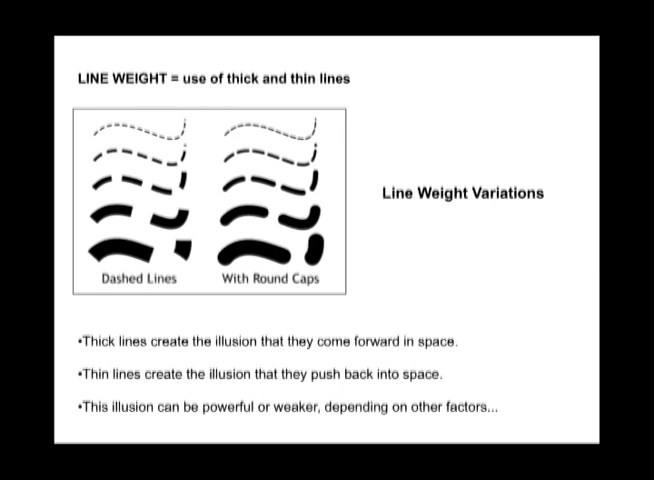 LINE WEIGHT = use of thick and thin lines
Line Weight Variations
Dashed Lines
With Round Caps
•Thick lines create the illusion that they come forward in space.
•Thin lines create the illusion that they push back into space.
•This illusion can be powerful or weaker, depending on other factors...